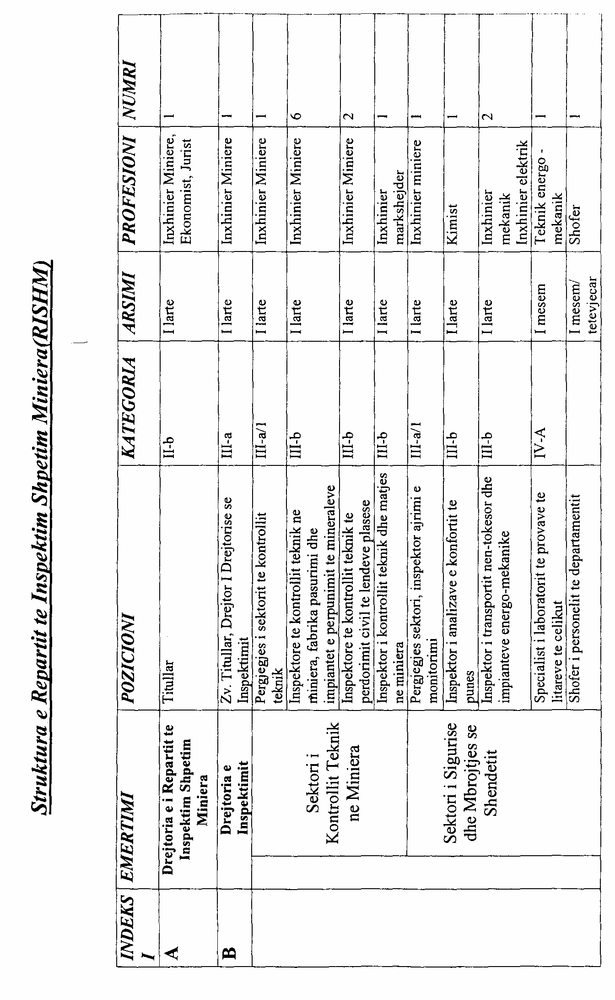 Struktura e Repartit te Inspektim Shpetim Miniera(RISHM)
INDEKS
I
EMERTIMI
POZICIONI
KATEGORIA
ARSIMI
PROFESIONI
NUMRI
A
Drejtoria e i Repartit te
Inspektim Shpetim
Miniera
Titullar
II-b
I larte
Inxhinier Miniere,
Ekonomist, Jurist
1
B
Drejtoria e
Inspektimit
Zv. Titullar, Drejtor I Drejtorise se
Inspektimit
III-a
I larte
Inxhinier Miniere
1
Sektori i
Kontrollit Teknik
ne Miniera
Pergjegjes i sektorit te kontrollit
teknik
III-a/1
I larte
Inxhinier Miniere
1
Inspektore te kontrollit teknik ne
miniera, fabrika pasurimi dhe
impiantet e perpunimit te mineraleve
III-b
I larte
Inxhinier Miniere
6
Inspektore te kontrollit teknik te
perdorimit civil te lendeve plasese
III-b
I larte
Inxhinier Miniere
2
Inspektor i kontrollit teknik dhe matjes
ne miniera
III-b
I larte
Inxhinier
markshejder
1
Sektori i Sigurise
dhe Mbrojtjes se
Shendetit
Pergjegjes sektori, inspektor ajrimi e
monitorimi
III-a/1
I larte
Inxhinier miniere
1
Inspektor i analizave e konfortit te
punes
III-b
I larte
Kimist
1
Inspektor i transportit nen-tokesor dhe
impianteve energo-mekanike
III-b
I larte
Inxhinier
mekanik
Inxhinier elektrik
2
Specialist i laboratorit te provave te
litareve te celikut
IV-A
I mesem
Teknik energo -
mekanik
1
Shofer i personelit te departamentit
I mesem/
tetevjecar
Shofer
1